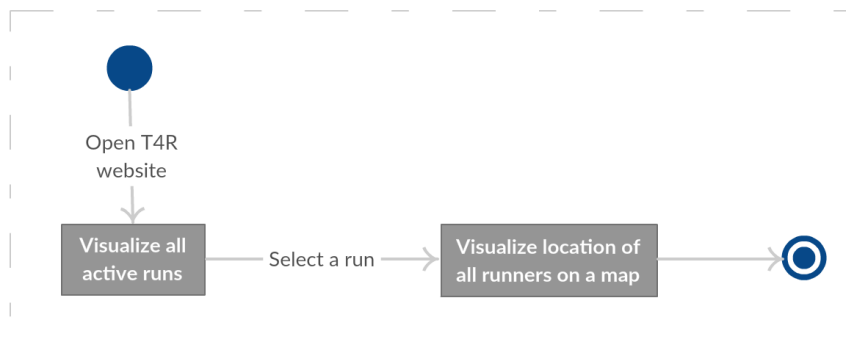 Open T4R
website
Visualize all
active runs
Select a run
Visualize location of
all runners on a map